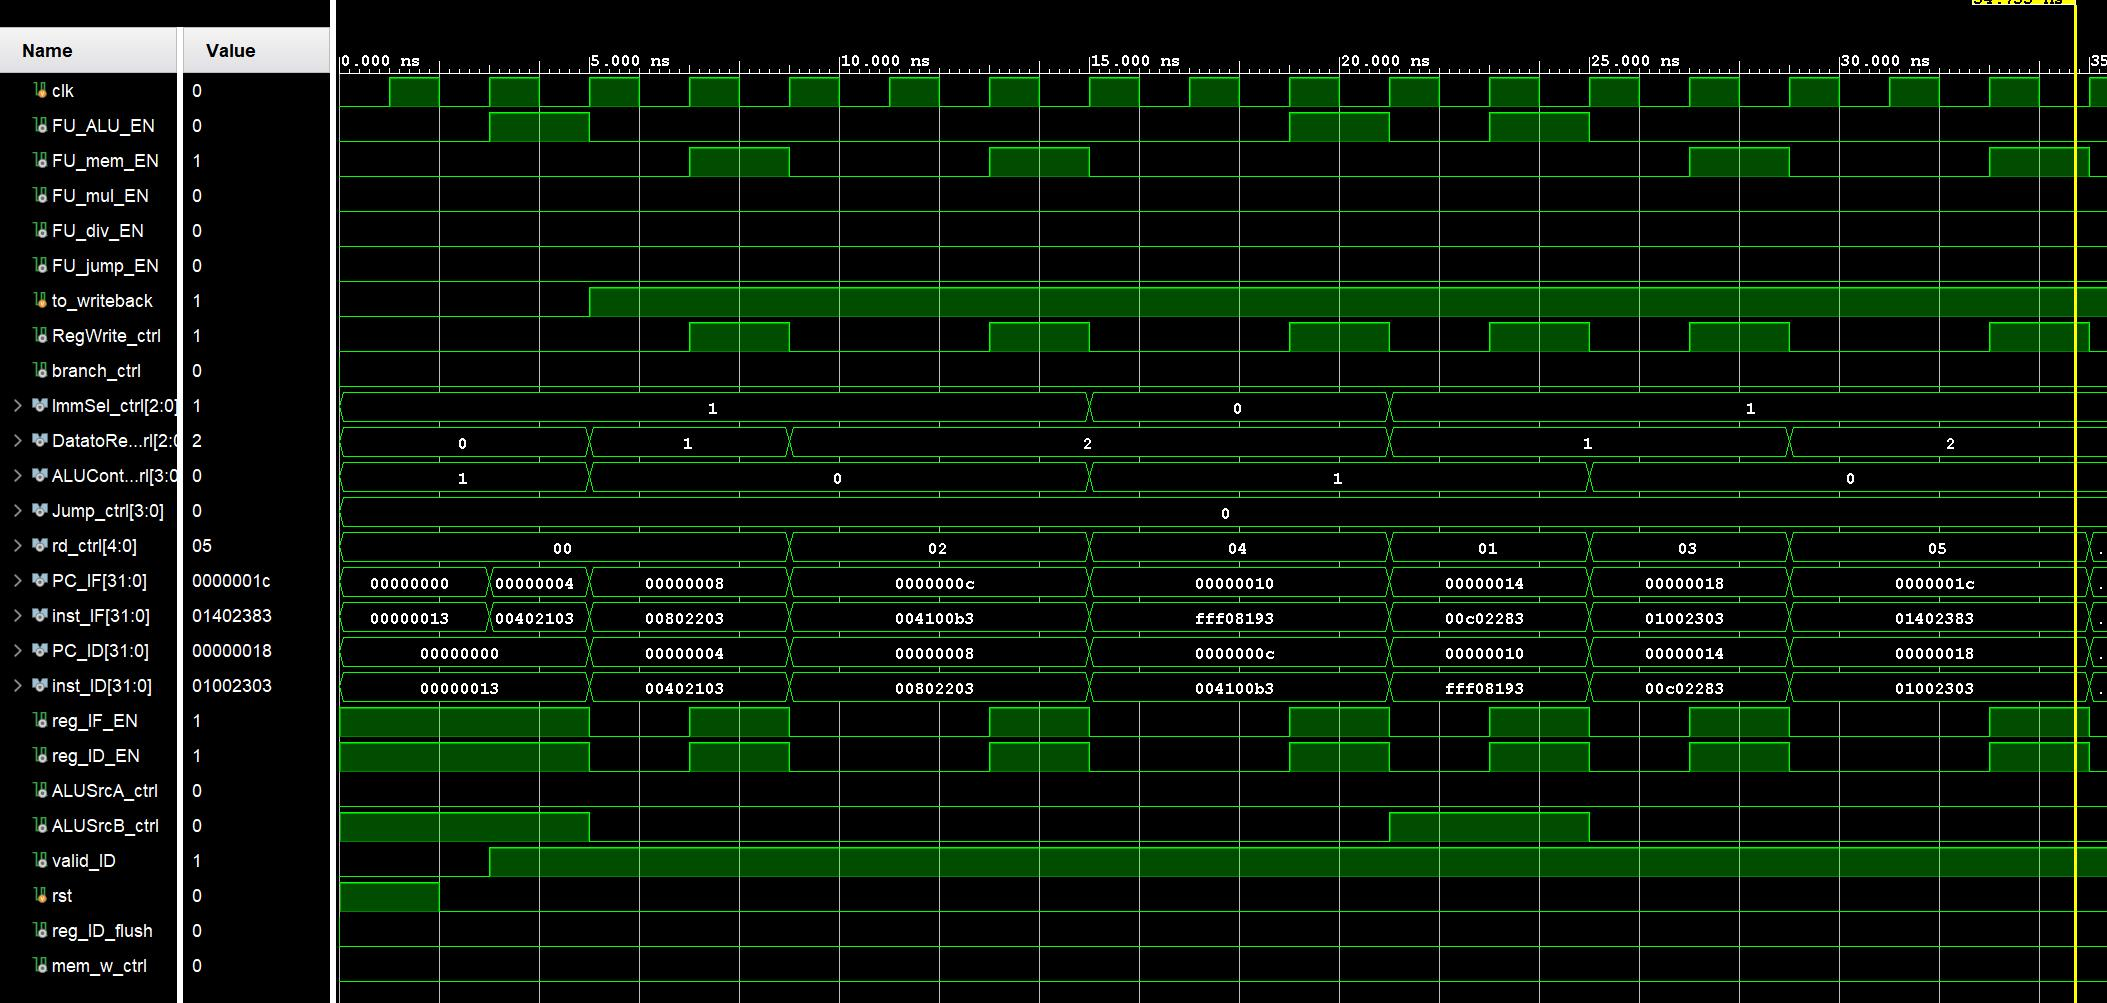 Name Value
0.000 ns 5.000 ns 10.000 ns 15.000 ns 20.000 ns 25.000 ns 30.000 ns 35
clk 0
FU_ALU_EN 0
FU_mem_EN 1
FU_mul_EN 0
FU_div_EN 0
FU_jump_EN 0
to_writeback 1
RegWrite_ctrl 1
branch_ctrl 0
ImmSel_ctrl[2:0] 1 1 0 1
DatatoRe...rl[2:0 2 0 1 2 1 2
ALUCont...rl[3:0 0 1 0 1 0
Jump_ctrl[3:0] 0 0
rd_ctrl[4:0] 05 00 02 04 01 03 05 .
PC_IF[31:0] 0000001c 00000000 00000004 00000008 0000000c 00000010 00000014 00000018 0000001c .
inst_IF[31:0] 01402383 00000013 00402103 00802203 004100b3 fff08193 00c02283 01002303 01402383 .
PC_ID[31:0] 00000018 00000000 00000004 00000008 0000000c 00000010 00000014 00000018 .
inst_ID[31:0] 01002303 00000013 00402103 00802203 004100b3 fff08193 00c02283 01002303 .
reg_IF_EN 1
reg_ID_EN 1
ALUSrcA_ctrl 0
ALUSrcB_ctrl 0
valid_ID 1
rst 0
reg_ID_flush 0
mem_w_ctrl 0